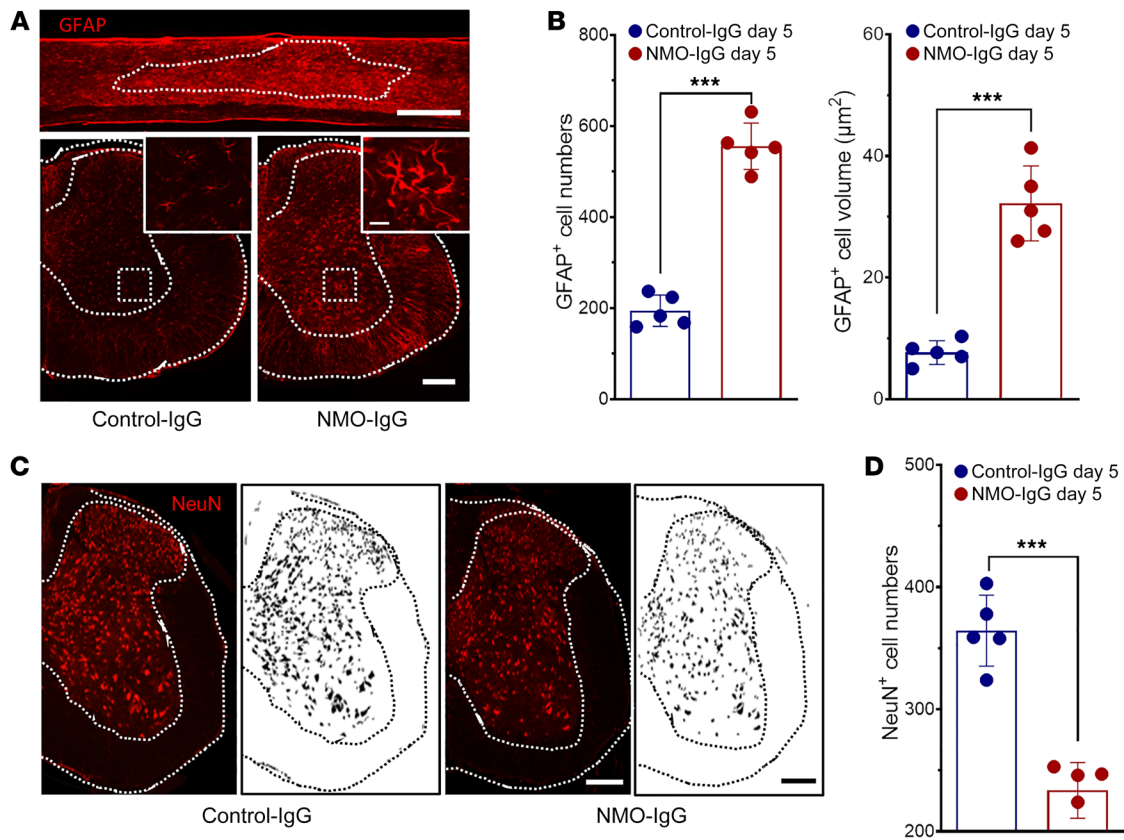 A
GFAP
Control-IgG
NMO-IgG
B
Control-IgG day 5
NMO-IgG day 5
***
GFAP+ cell numbers
800
600
400
200
0
Control-IgG day 5
NMO-IgG day 5
***
GFAP+ cell volume (µm²)
60
40
20
0
C
NeuN
Control-IgG
NMO-IgG
D
Control-IgG day 5
NMO-IgG day 5
***
NeuN+ cell numbers
500
400
300
200